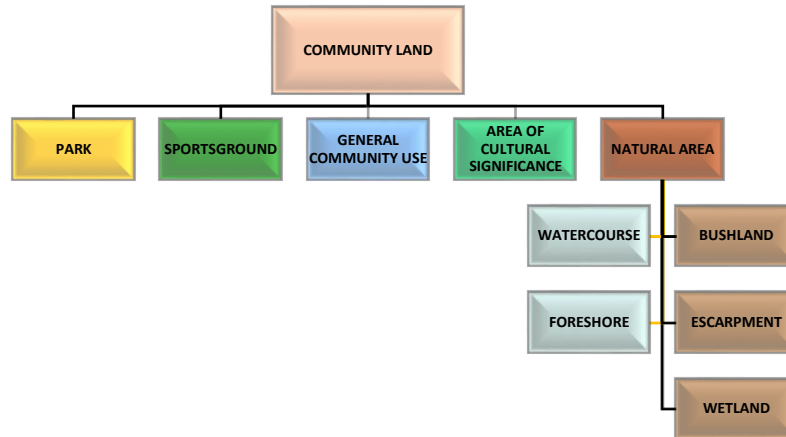 COMMUNITY LAND
PARK
SPORTSGROUND
GENERAL
COMMUNITY USE
AREA OF
CULTURAL
SIGNIFICANCE
NATURAL AREA
WATERCOURSE
BUSHLAND
FORESHORE
ESCARPMENT
WETLAND